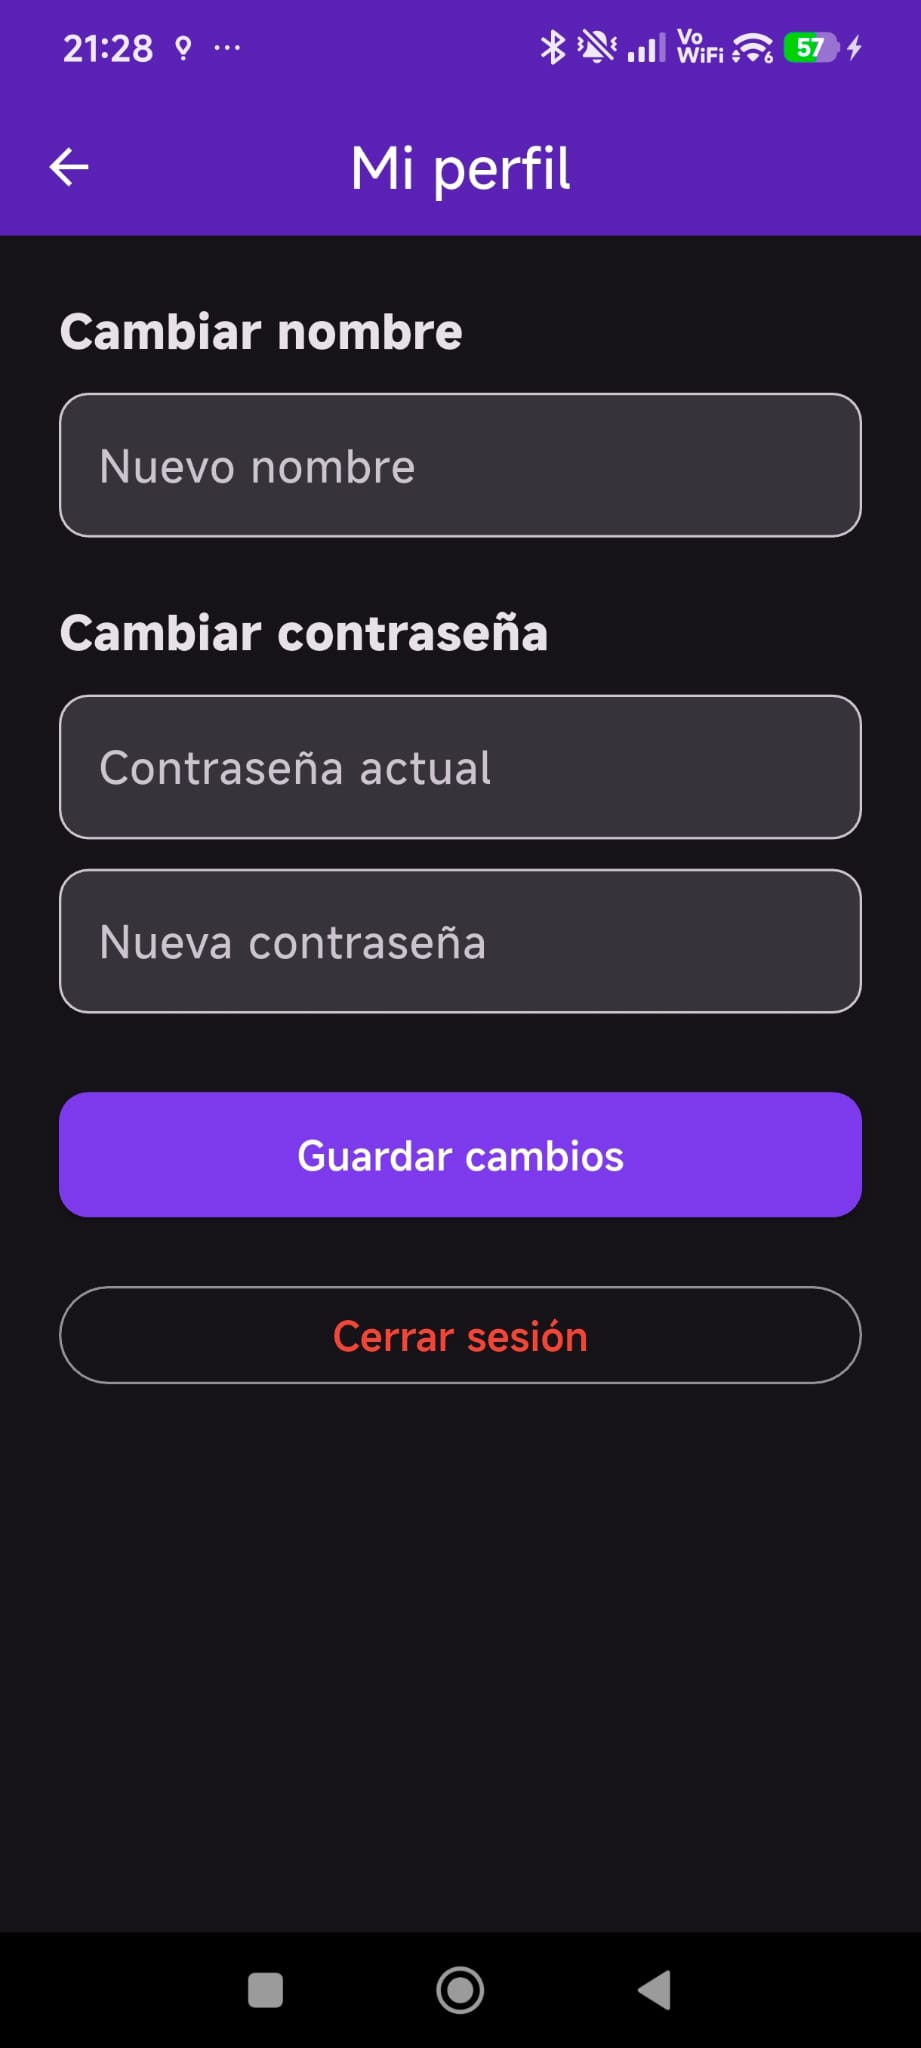 21:28 ...
Vo
WiFi 6 57
Mi perfil
Cambiar nombre
Nuevo nombre
Cambiar contraseña
Contraseña actual
Nueva contraseña
Guardar cambios
Cerrar sesión